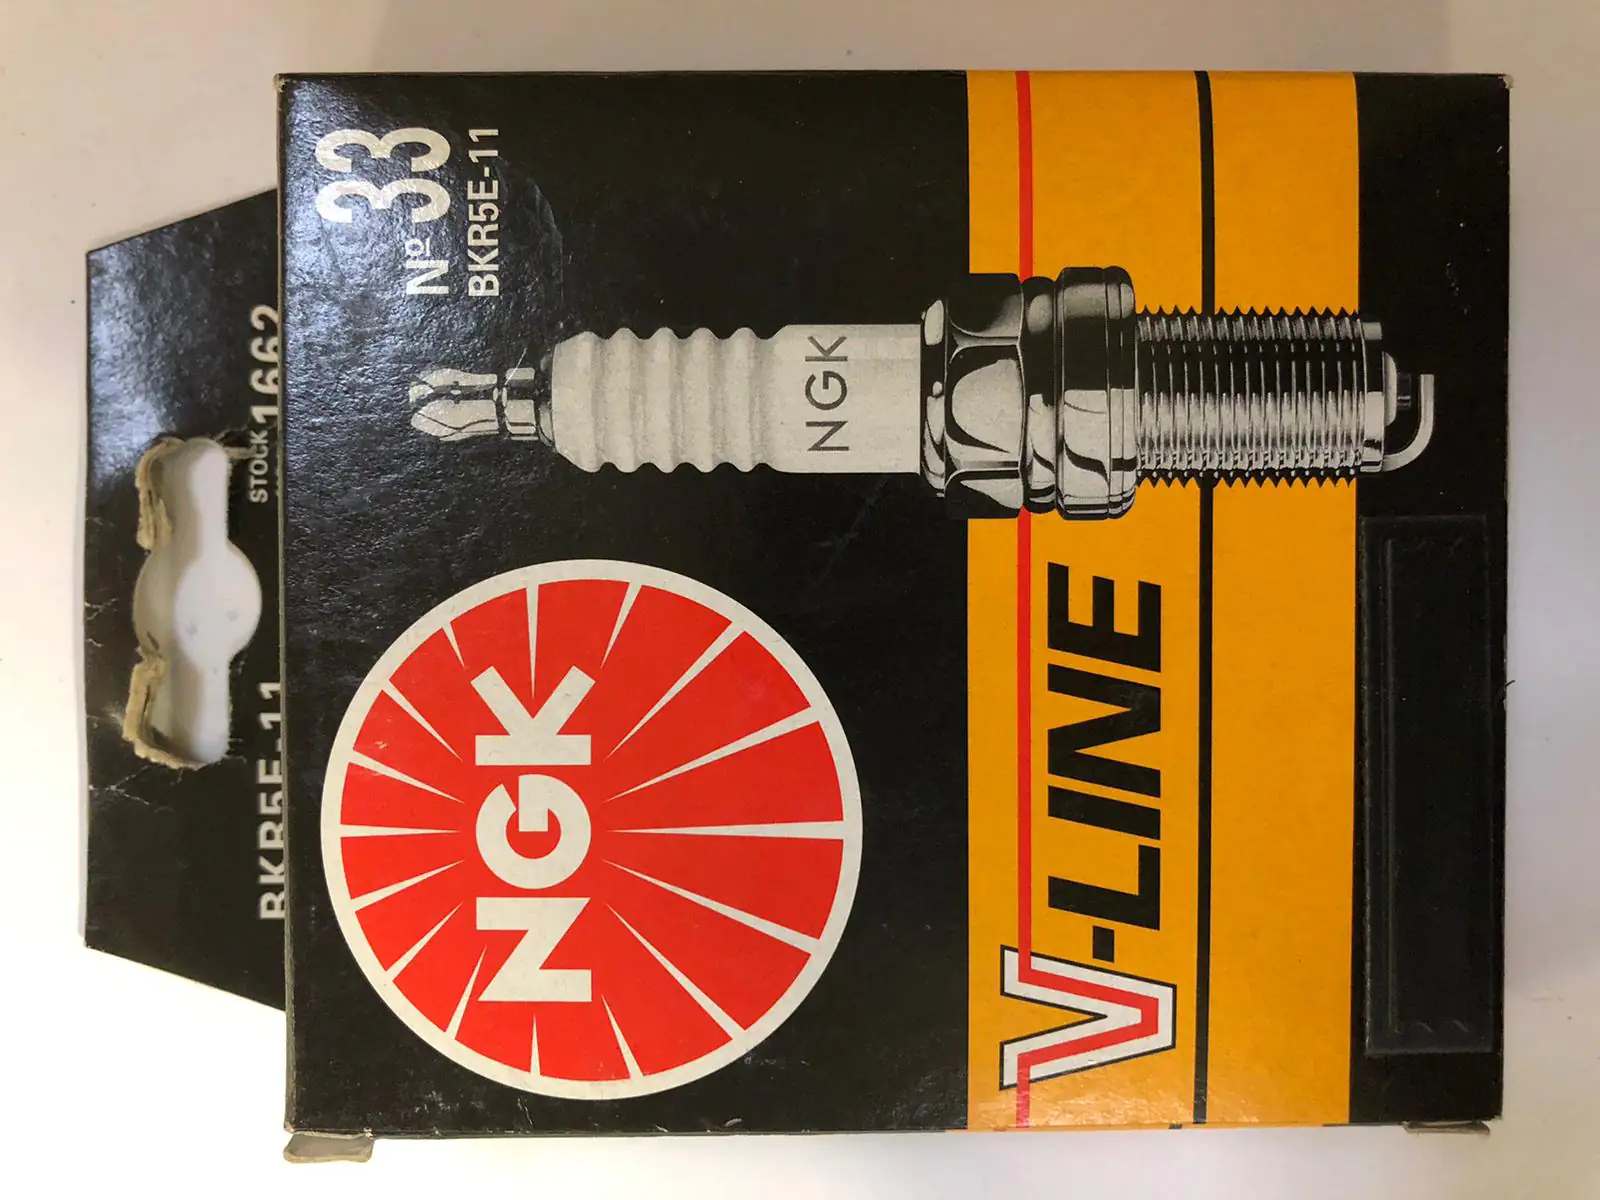 BKR5E-11
STOCK 1662
NGK
Nº 33
BKR5E-11
NGK
V-LINE